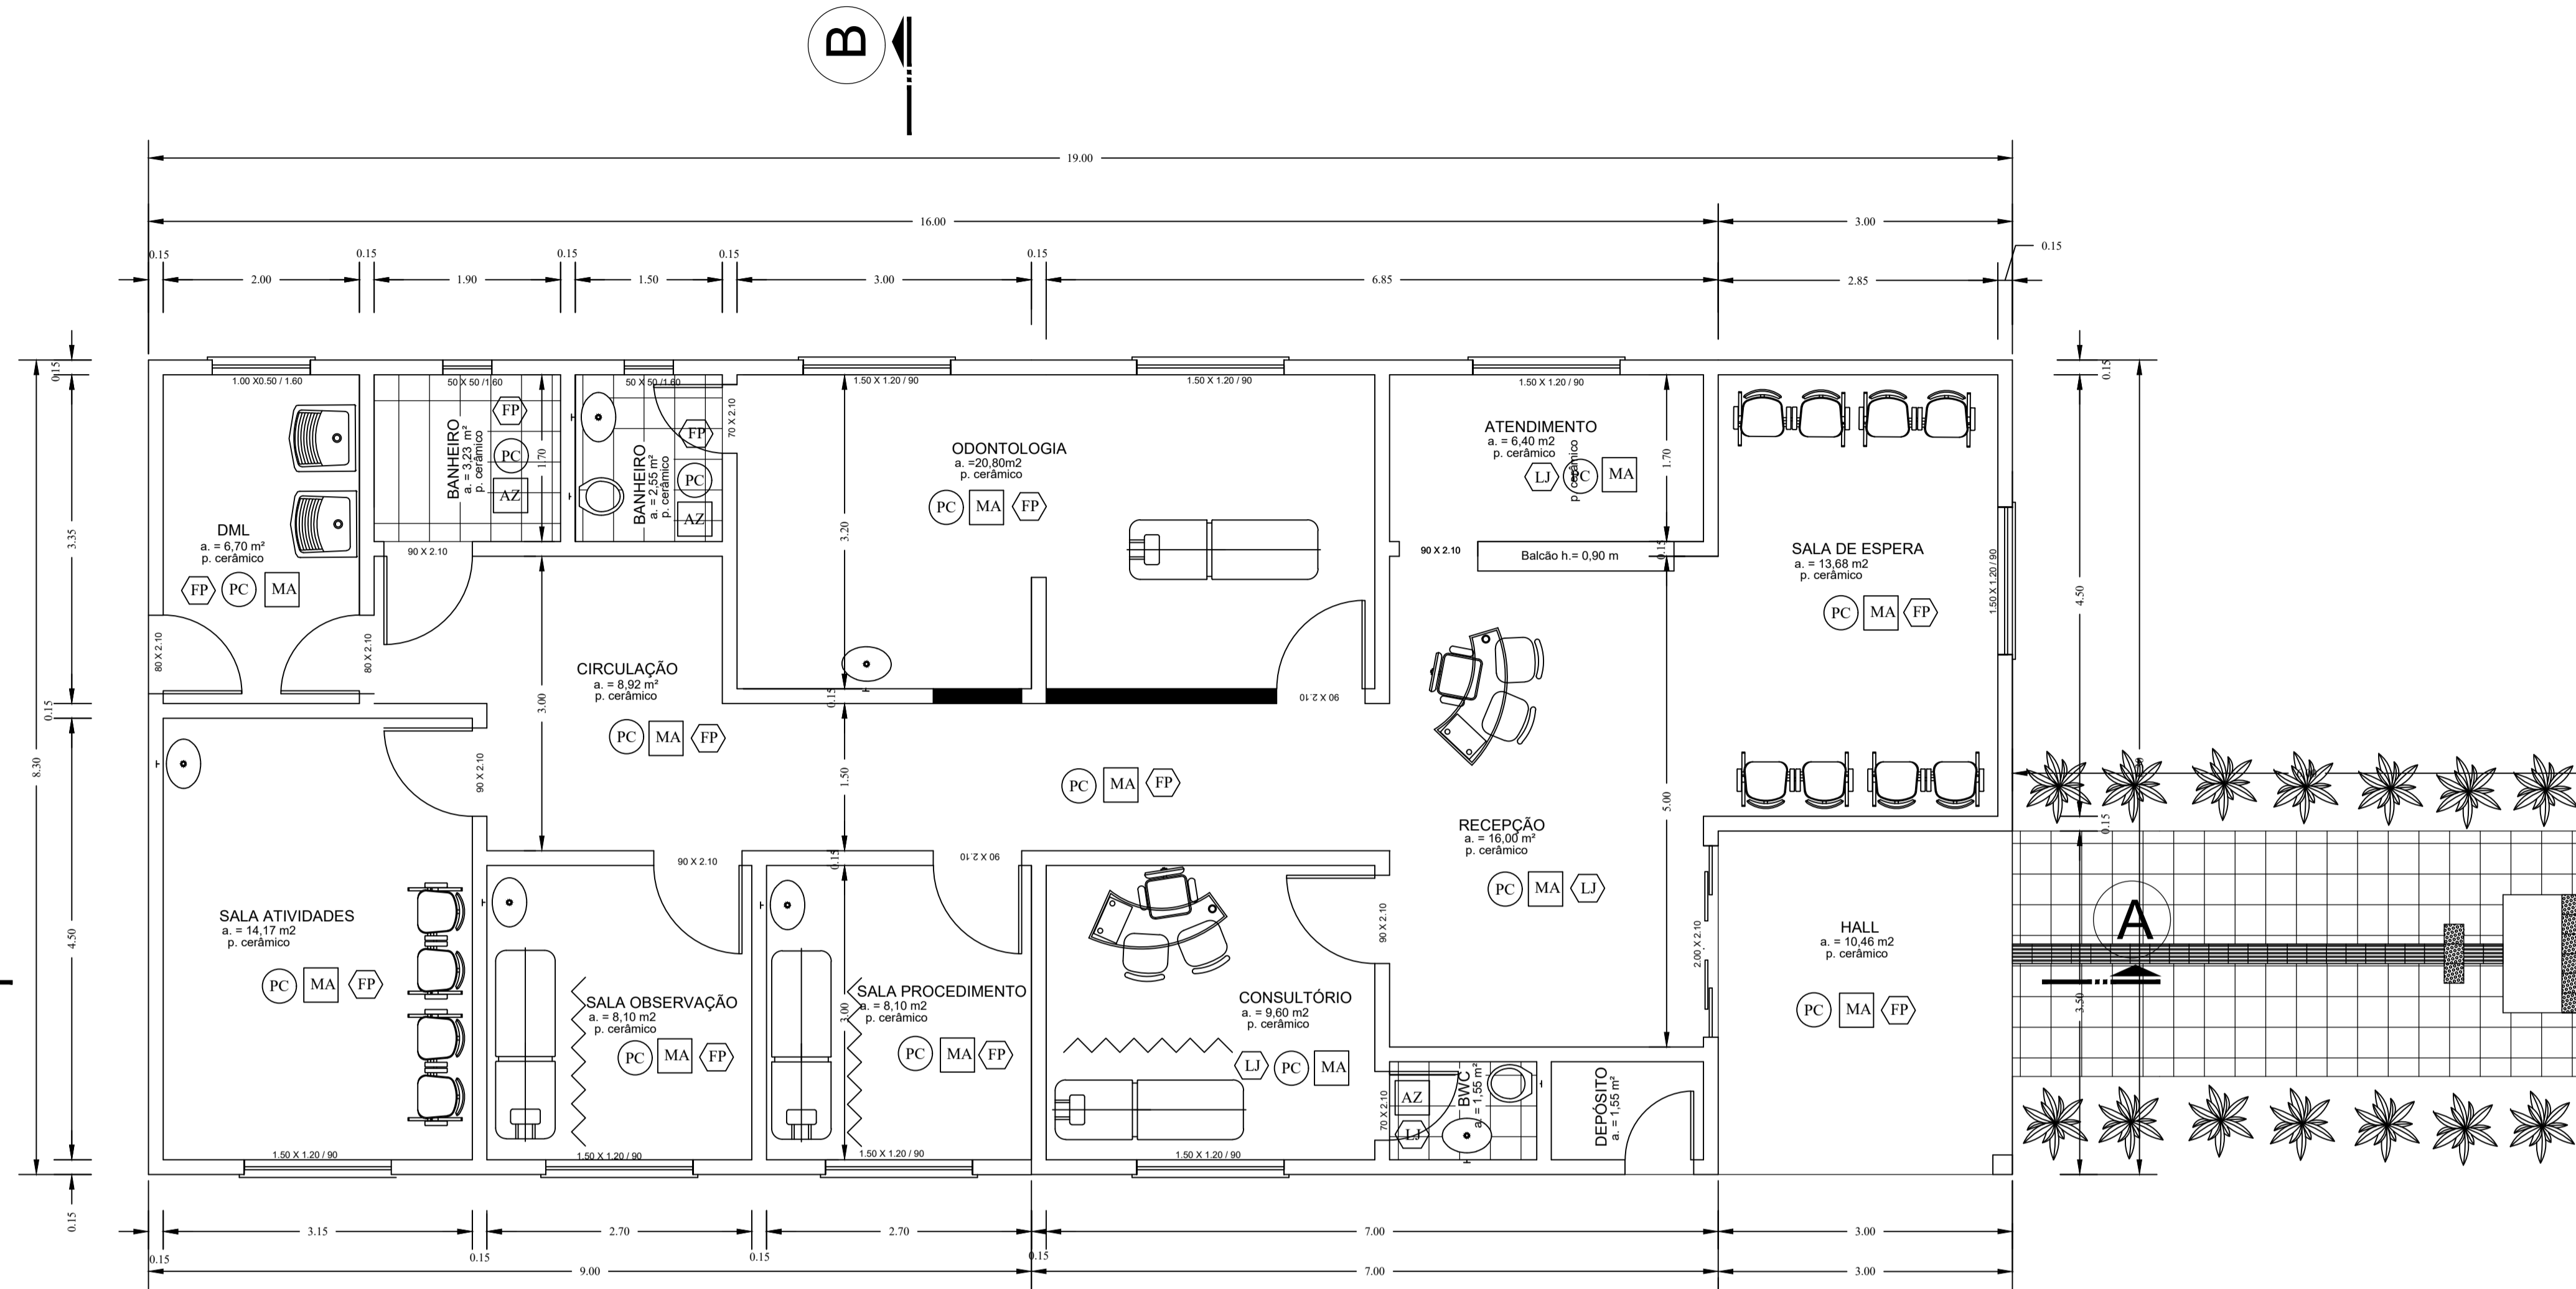 B
19.00
16.00
3.00
0.15
0.15
0.15
0.15
0.15
0.15
2.00
1.90
1.50
3.00
6.85
2.85
0.15
3.35
0.15
4.50
0.15
8.30
1.00 X0.50 / 1.60
50 X 50 /1.60
50 X 50 /1.60
1.50 X 1.20 / 90
1.50 X 1.20 / 90
1.50 X 1.20 / 90
DML
a. = 6,70 m²
p. cerâmico
FP
PC
MA
80 X 2.10
80 X 2.10
BANHEIRO
a. = 3,23 m²
p. cerâmico
FP
PC
AZ
1.70
90 X 2.10
BANHEIRO
a. = 2,55 m²
p. cerâmico
FP
PC
AZ
70 X 2.10
ODONTOLOGIA
a. =20,80m2
p. cerâmico
PC
MA
FP
3.20
0.15
90 X 2.10
ATENDIMENTO
a. = 6,40 m2
p. cerâmico
p. cerâmico
LJ
PC
MA
1.70
0.15
90 X 2.10
Balcão h.= 0,90 m
SALA DE ESPERA
a. = 13,68 m2
p. cerâmico
PC
MA
FP
1.50 X 1.20 / 90
0.15
4.50
0.15
3.50
CIRCULAÇÃO
a. = 8,92 m²
p. cerâmico
PC
MA
FP
3.00
1.50
0.15
90 X 2.10
PC
MA
FP
RECEPÇÃO
a. = 16,00 m²
p. cerâmico
PC
MA
LJ
5.00
2.00 X 2.10
SALA ATIVIDADES
a. = 14,17 m2
p. cerâmico
PC
MA
FP
1.50 X 1.20 / 90
90 X 2.10
SALA OBSERVAÇÃO
a. = 8,10 m2
p. cerâmico
PC
MA
FP
1.50 X 1.20 / 90
90 X 2.10
SALA PROCEDIMENTO
a. = 8,10 m2
p. cerâmico
PC
MA
FP
3.00
1.50 X 1.20 / 90
CONSULTÓRIO
a. = 9,60 m2
p. cerâmico
LJ
PC
MA
90 X 2.10
1.50 X 1.20 / 90
70 X 2.10
AZ
LJ
BWC
a. = 1,55 m²
DEPÓSITO
a. = 1,55 m²
HALL
a. = 10,46 m2
p. cerâmico
PC
MA
FP
A
3.15
2.70
2.70
7.00
3.00
0.15
0.15
0.15
0.15
9.00
7.00
3.00